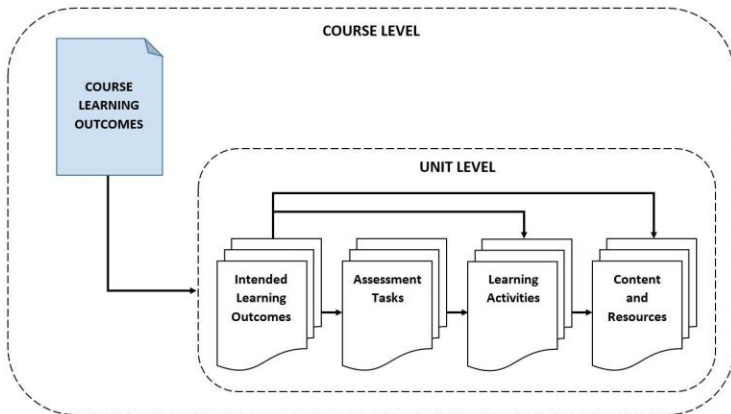 COURSE LEVEL
COURSE
LEARNING
OUTCOMES
UNIT LEVEL
Intended
Learning
Outcomes
Assessment
Tasks
Learning
Activities
Content
and
Resources